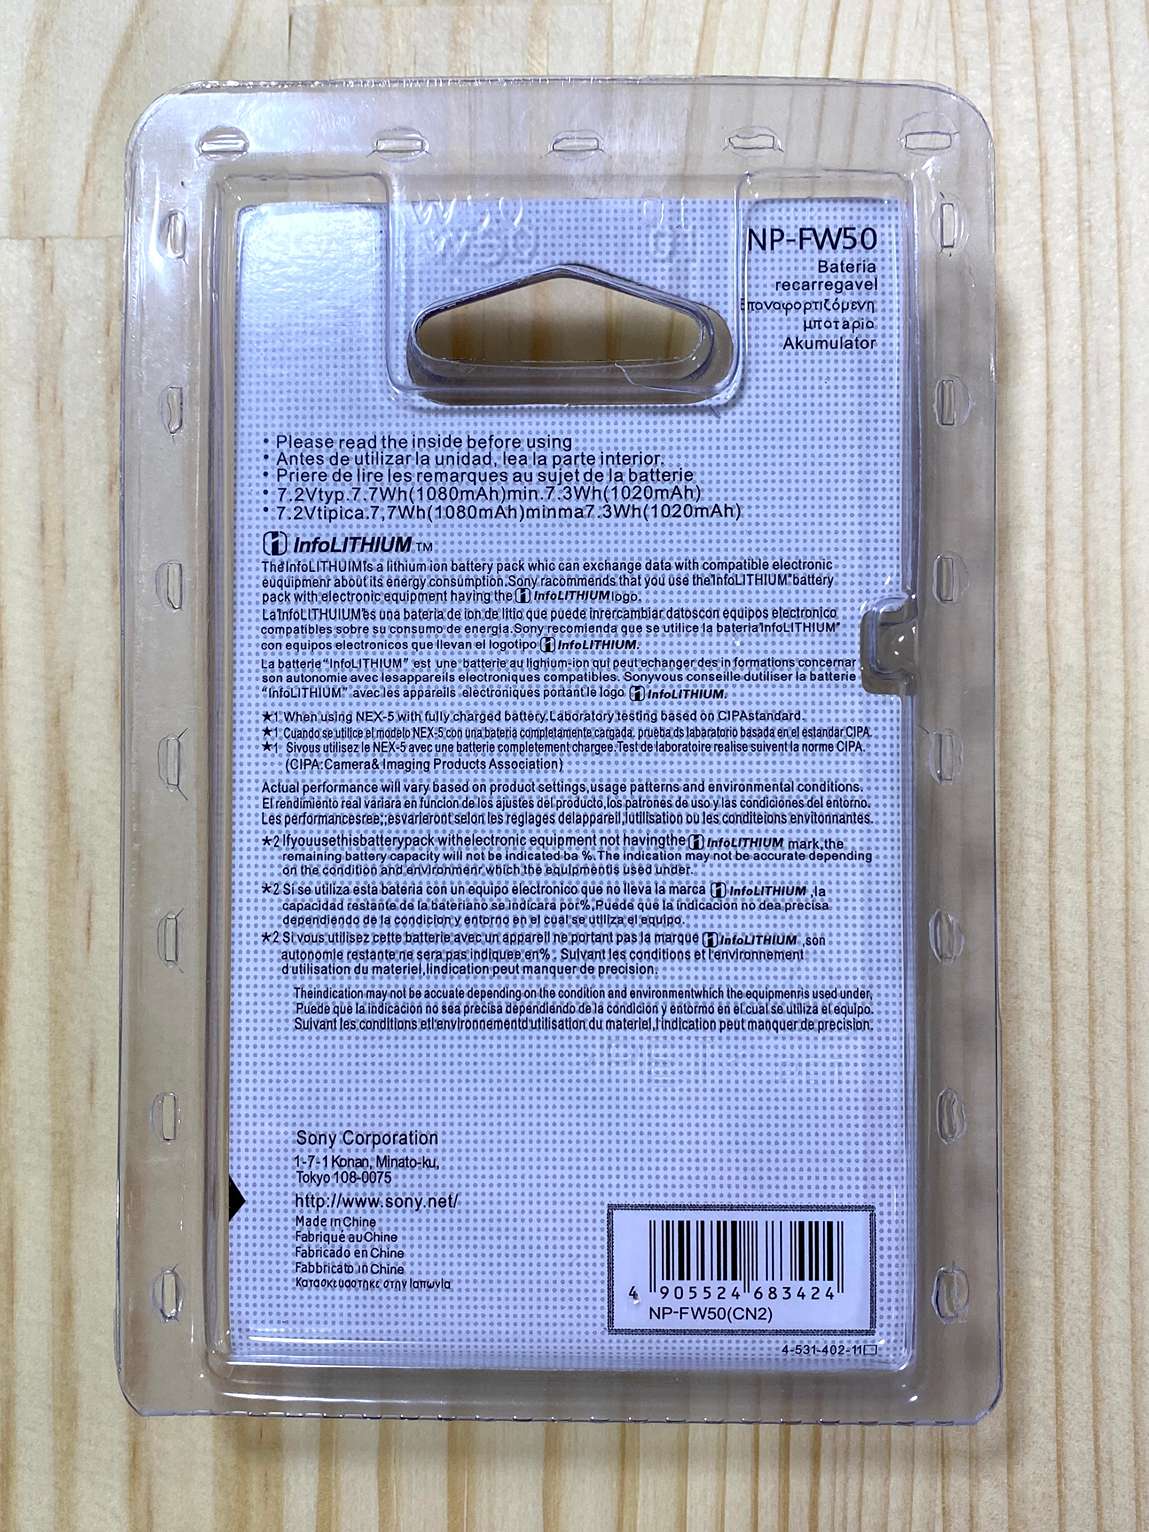 W50
NP-FW50
Bateria
recarregavel
Επαναφορτιζόμενη
μπαταρια
Akumulator
• Please read the inside before using
• Antes de utilizar la unidad, lea la parte interior.
• Priere de lire les remarques au sujet de la batterie
• 7.2Vtyp.7.7Wh(1080mAh)min.7.3Wh(1020mAh)
• 7.2Vtipica.7,7Wh(1080mAh)minma7.3Wh(1020mAh)
InfoLITHIUM TM
The"InfoLITHUIM"is a lithium ion battery pack whic can exchange data with compatible electronic
euquipmenr about its energy consumption.Sony racommends that you use the"InfoLITHIUM"battery
pack with electronic equipment having the InfoLITHIUM logo.
La"InfoLITHUIUM"es una bateria de ion de litio que puede inrercambiar datoscon equipos electronico
compatibles sobre su consumo de energla.Sony recomienda que se utilice la bateria"InfoLITHIUM"
con equipos electronicos que llevan el logotipo InfoLITHIUM.
La batterie "InfoLITHIUM" est une batterie au lighium-ion qui peut echanger des in formations concernar
son autonomie avec lesappareils electroniques compatibles. Sonyvous conseille dutiliser la batterie
"InfoLITHIUM" avec les appareils electroniques portant le logo InfoLITHIUM.
★1 When using NEX-5 with fully charged battery.Laboratory testing based on CIPAstandard.
★1 Cuando se utilice el modelo NEX-5 con una bateria completamente cargada, prueba ds labaratorio basada en el estandar CIPA.
★1 Sivous utilisez le NEX-5 avec une batterie completement chargee.Test de laboratoire realise suivent la norme CIPA.
(CIPA:Camera& Imaging Products Association)
Actual performance will vary based on product settings,usage patterns and environmental conditions.
El rendimiento real variara en funcion de los ajustes del producto,los patrones de uso y las condiciones del entorno.
Les performancesree;;esvarieront selon les reglages delappareil,lutilisation ou les conditeions envitonnantes.
★2 Ifyouusethisbatterypack withelectronic equipment not havingthe InfoLITHIUM mark,the
remaining battery capacity will not be indicated ba %.The indication may not be accurate depending
on the condition and environmenr which the equipmentis used under.
★2 Si se utiliza esta bateria con un equipo electronico que no lleva la marca InfoLITHIUM ,la
capacidad restante de la bateriano se indicara por%,Puede que la indicacion no dea precisa
dependiendo de la condicion y entorno en el cual se utiliza el equipo.
★2 Si vous utilisez cette batterie avec un appareil ne portant pas la marque InfoLITHIUM ,son
autonomie restante ne sera pas indiquee en% . Sulvant les conditions et l'environnement
d'utilisation du materiel,lindication peut manquer de precision.
Theindication may not be accuate depending on the condition and environmentwhich the equipmenris used under,
Puede que la indicacion no sea precisa dependiendo de la condicion y entorno en el cual se utiliza el equipo.
Suivant les conditions etl'environnementd'utilisation du materiel,l'indication peut manquer de precision.
Sony Corporation
1-7-1 Konan, Minato-ku,
Tokyo 108-0075
http://www.sony.net/
Made in China
Fabriqué au Chine
Fabricado en China
Fabbricato in Chine
Κατασκευαστηκε στην Ιαπωνία
4 905524 683424
NP-FW50(CN2)
4-531-402-11